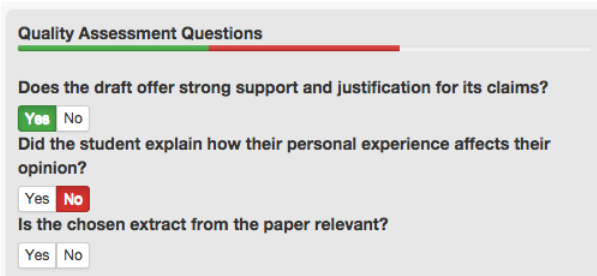 Quality Assessment Questions
Does the draft offer strong support and justification for its claims?
Yes No
Did the student explain how their personal experience affects their
opinion?
Yes No
Is the chosen extract from the paper relevant?
Yes No